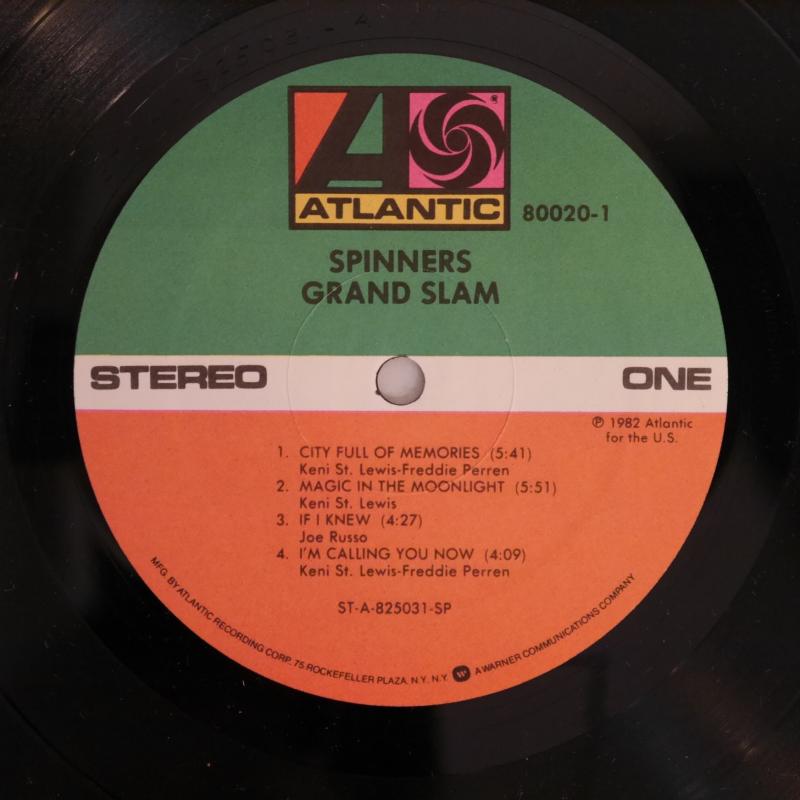 ATLANTIC
80020-1
SPINNERS
GRAND SLAM
STEREO
ONE
℗ 1982 Atlantic
for the U.S.
1. CITY FULL OF MEMORIES (5:41)
Keni St. Lewis-Freddie Perren
2. MAGIC IN THE MOONLIGHT (5:51)
Keni St. Lewis
3. IF I KNEW (4:27)
Joe Russo
4. I'M CALLING YOU NOW (4:09)
Keni St. Lewis-Freddie Perren
ST-A-825031-SP
MFG. BY ATLANTIC RECORDING CORP. 75 ROCKEFELLER PLAZA, N.Y. N.Y. W A WARNER COMMUNICATIONS COMPANY